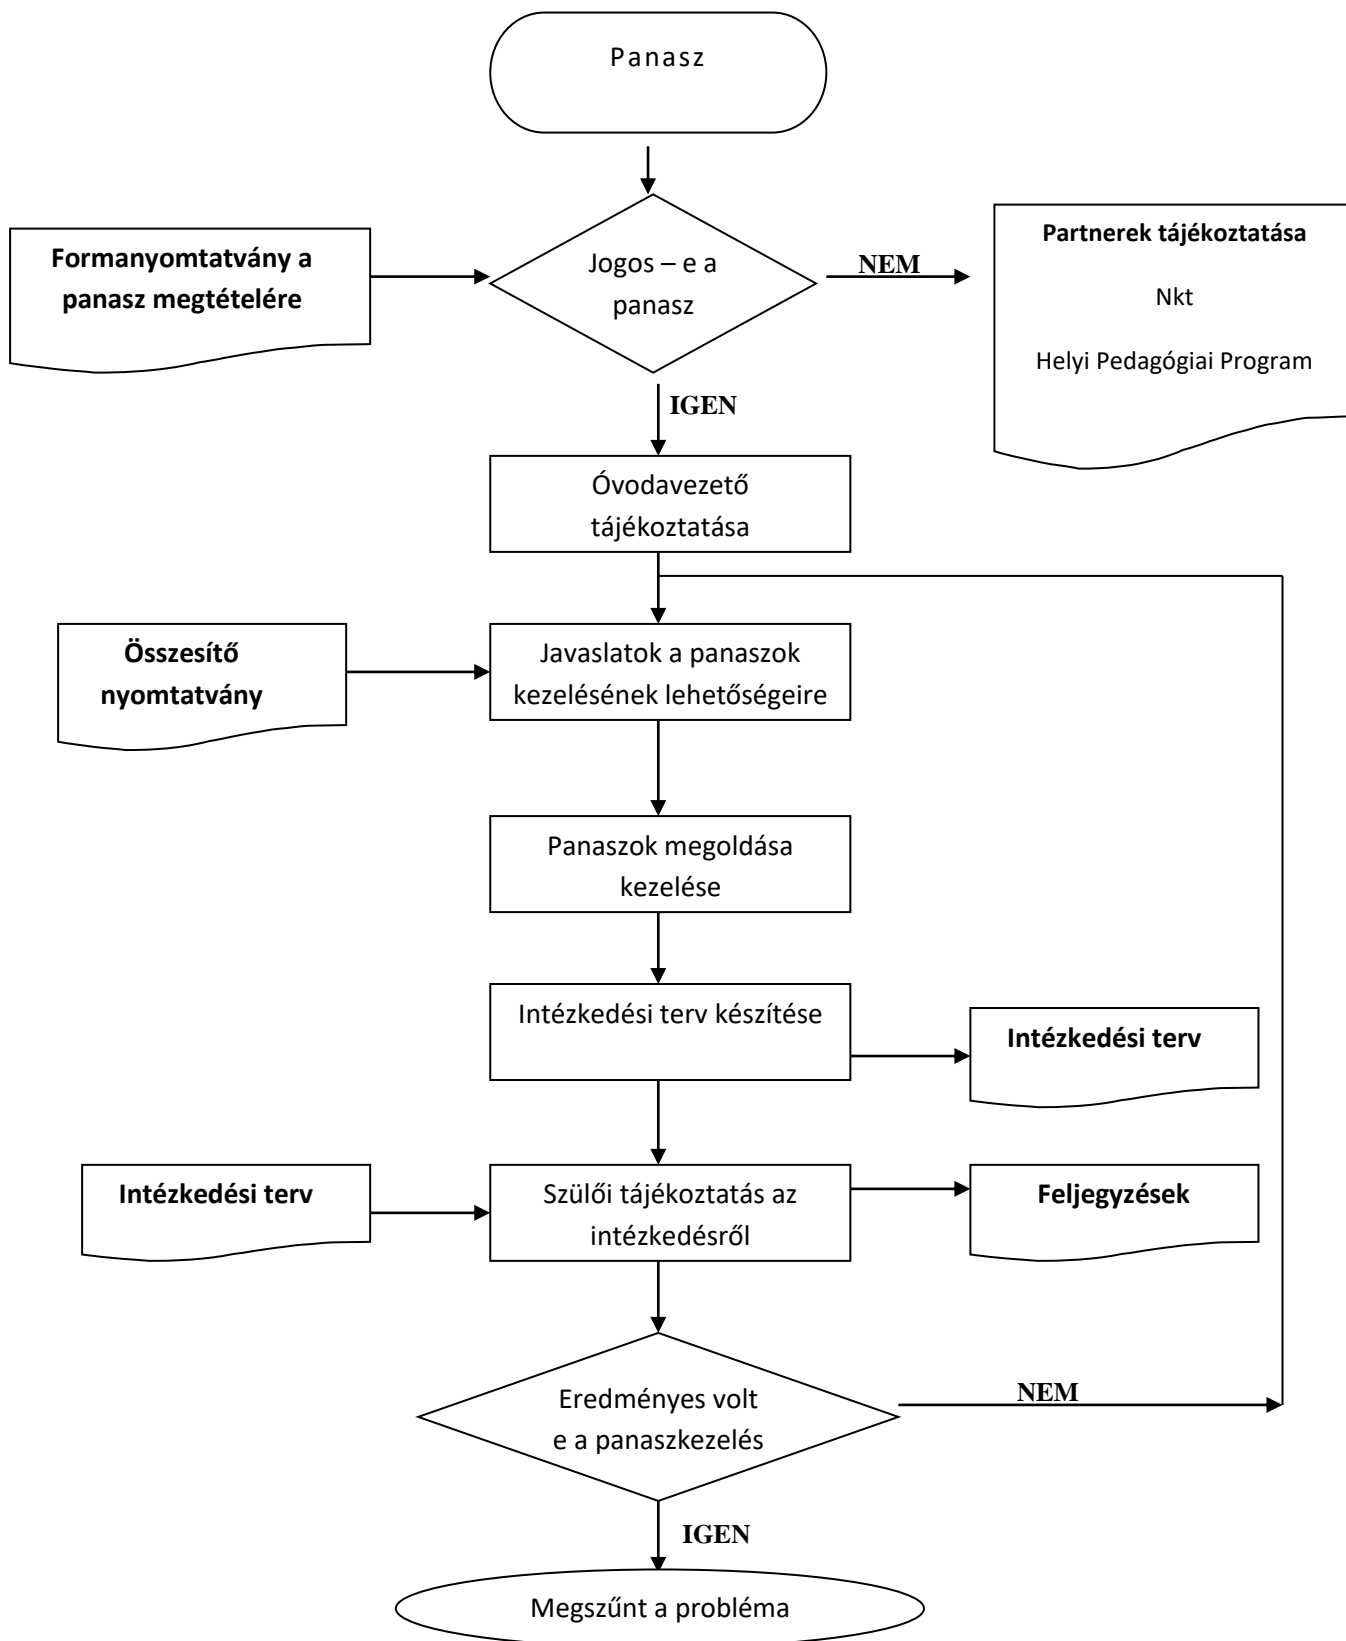 Panasz
Formanyomtatvány a
panasz megtételére
Jogos – e a
panasz
NEM
Partnerek tájékoztatása
Nkt
Helyi Pedagógiai Program
IGEN
Óvodavezető
tájékoztatása
Összesítő
nyomtatvány
Javaslatok a panaszok
kezelésének lehetőségeire
Panaszok megoldása
kezelése
Intézkedési terv készítése
Intézkedési terv
Intézkedési terv
Szülői tájékoztatás az
intézkedésről
Feljegyzések
Eredményes volt
e a panaszkezelés
NEM
IGEN
Megszűnt a probléma